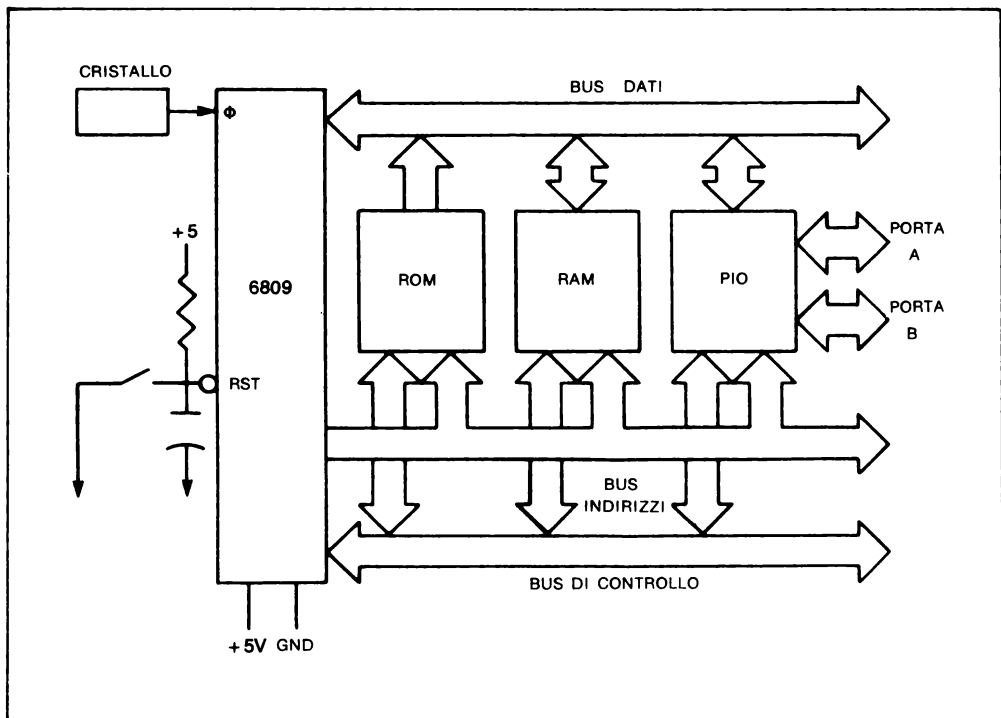 CRISTALLO
Φ
BUS DATI
+5
6809
RST
ROM
RAM
PIO
PORTA
A
PORTA
B
BUS
INDIRIZZI
BUS DI CONTROLLO
+5V GND